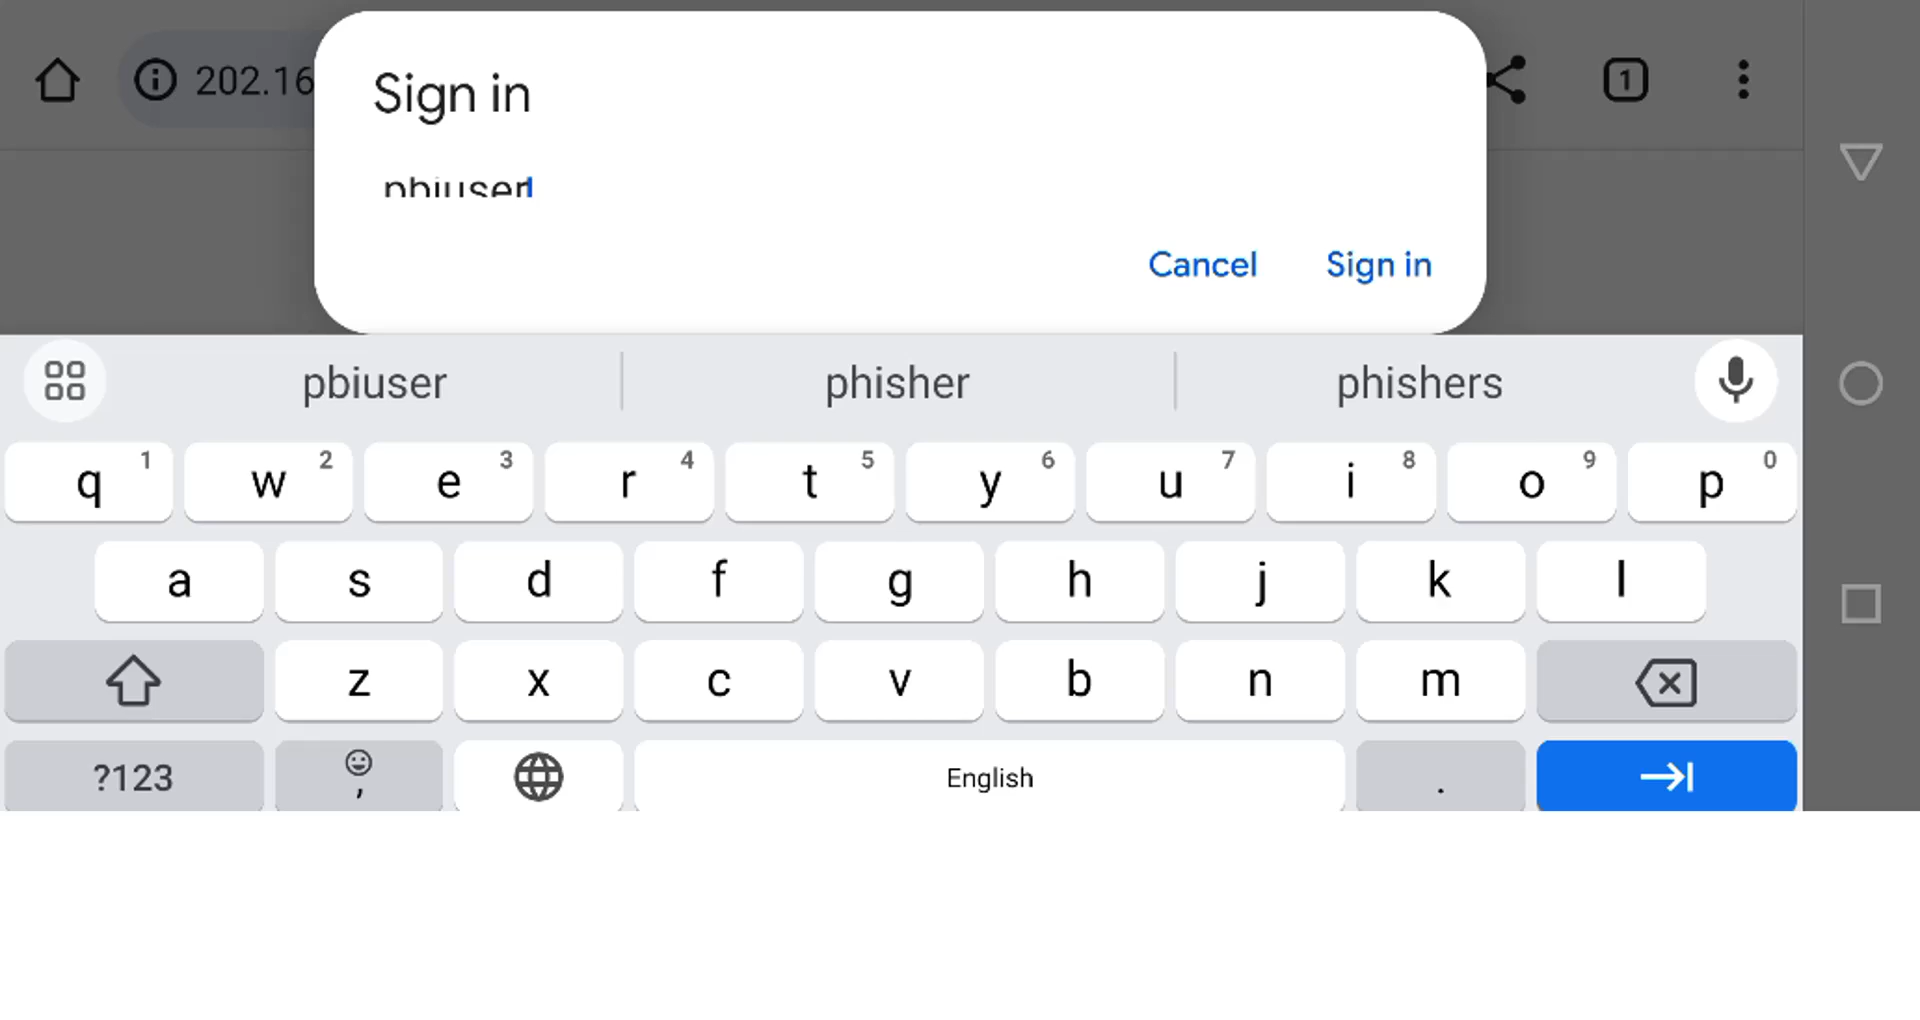 202.16
1
Sign in
pbiuser
Cancel
Sign in
pbiuser
phisher
phishers
q 1 w 2 e 3 r 4 t 5 y 6 u 7 i 8 o 9 p 0
a s d f g h j k l
z x c v b n m
?123 , English .